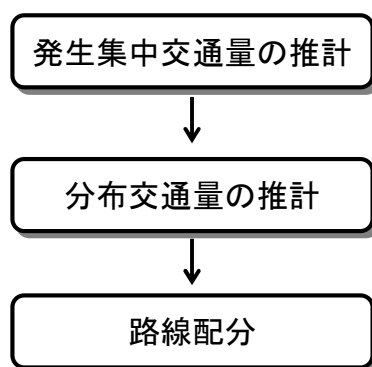 発生集中交通量の推計
分布交通量の推計
路線配分